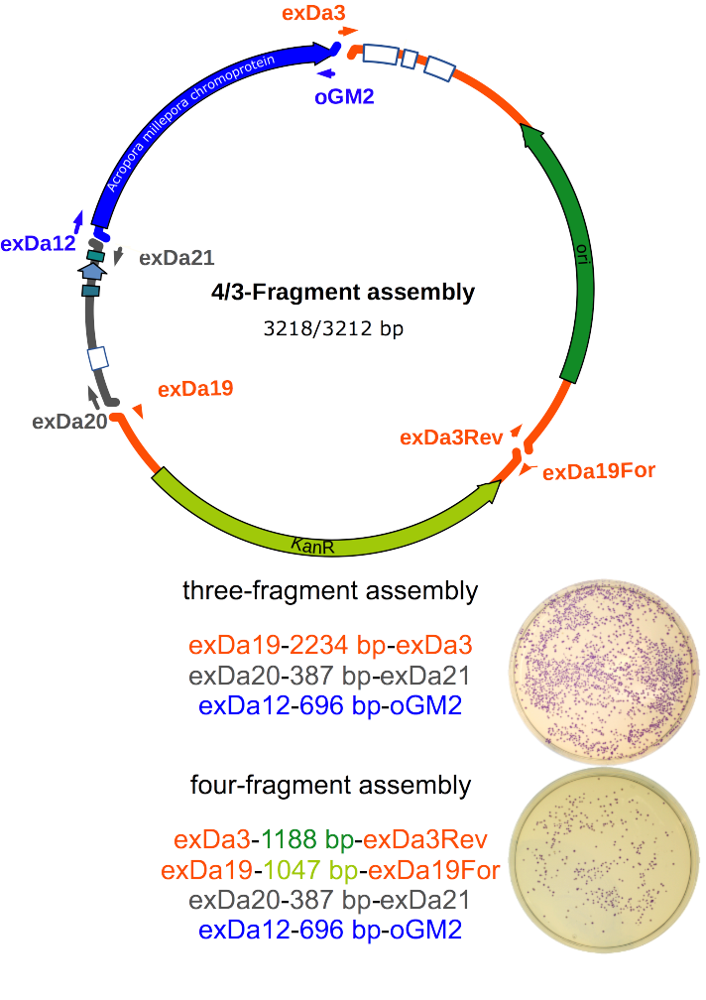 exDa3
oGM2
Acropora millepora chromoprotein
exDa12
exDa21
ori
4/3-Fragment assembly
3218/3212 bp
exDa19
exDa20
exDa3Rev
exDa19For
KanR
three-fragment assembly
exDa19-2234 bp-exDa3
exDa20-387 bp-exDa21
exDa12-696 bp-oGM2
four-fragment assembly
exDa3-1188 bp-exDa3Rev
exDa19-1047 bp-exDa19For
exDa20-387 bp-exDa21
exDa12-696 bp-oGM2